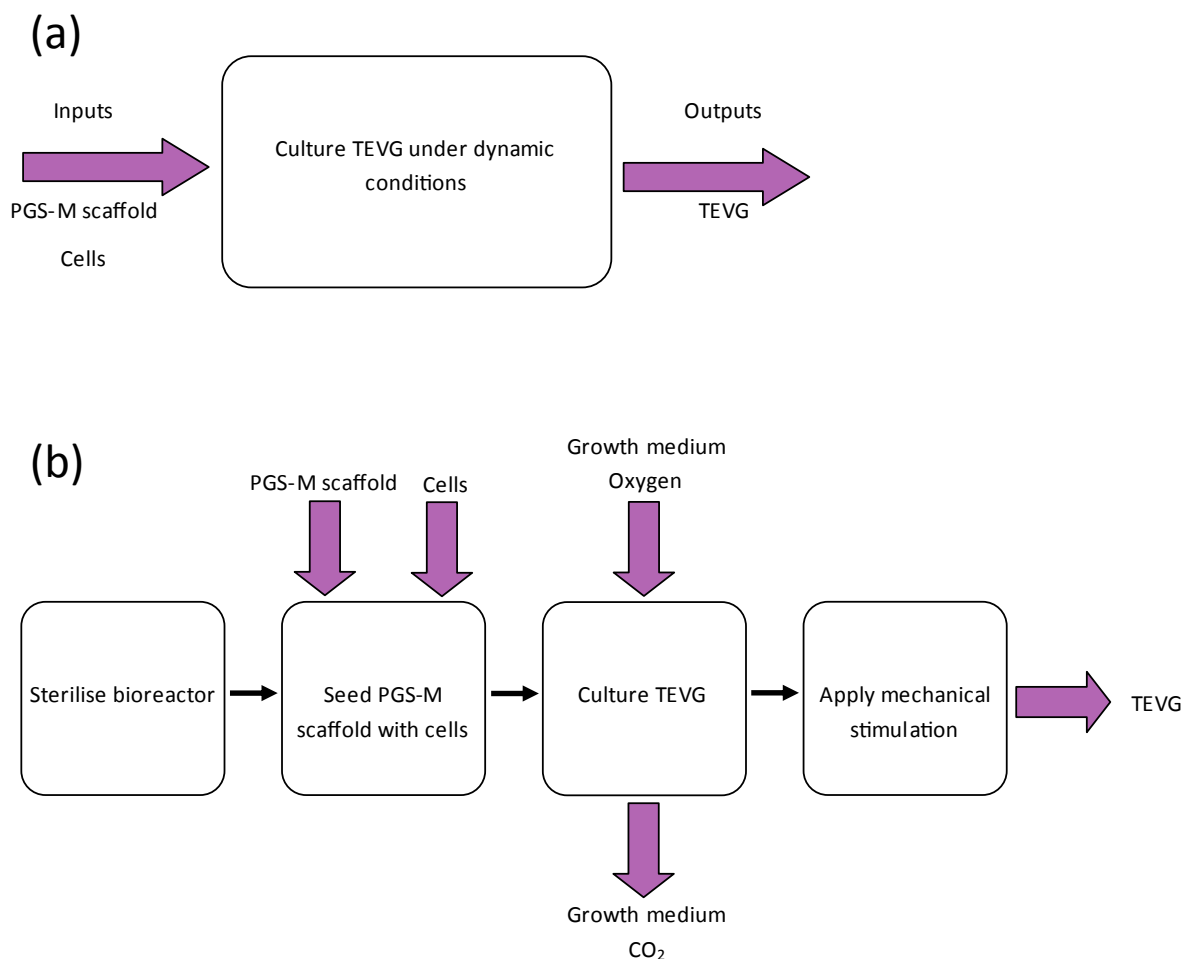 (a)
Inputs
PGS-M scaffold
Cells
Culture TEVG under dynamic
conditions
Outputs
TEVG
(b)
PGS-M scaffold
Cells
Growth medium
Oxygen
Sterilise bioreactor
Seed PGS-M
scaffold with cells
Culture TEVG
Apply mechanical
stimulation
TEVG
Growth medium
CO₂